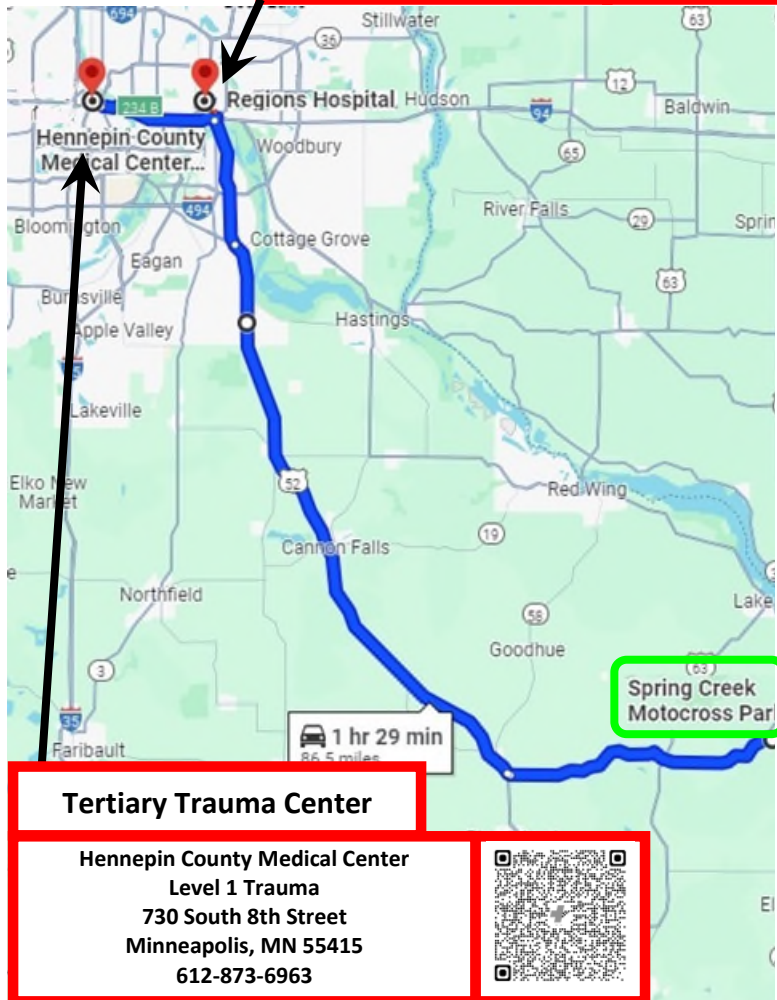 694
Stillwater
36
63
12
Regions Hospital
Hudson
Baldwin
234 B
94
Hennepin County
Medical Center...
Woodbury
65
494
River Falls
29
Bloomington
Cottage Grove
Eagan
63
Burnsville
Hastings
Apple Valley
35
Lakeville
Elko New
Market
52
Red Wing
19
Cannon Falls
Northfield
58
Lake
Goodhue
63
3
Spring Creek
Motocross Park
35
1 hr 29 min
86.5 miles
Faribault
Tertiary Trauma Center
Hennepin County Medical Center
Level 1 Trauma
730 South 8th Street
Minneapolis, MN 55415
612-873-6963